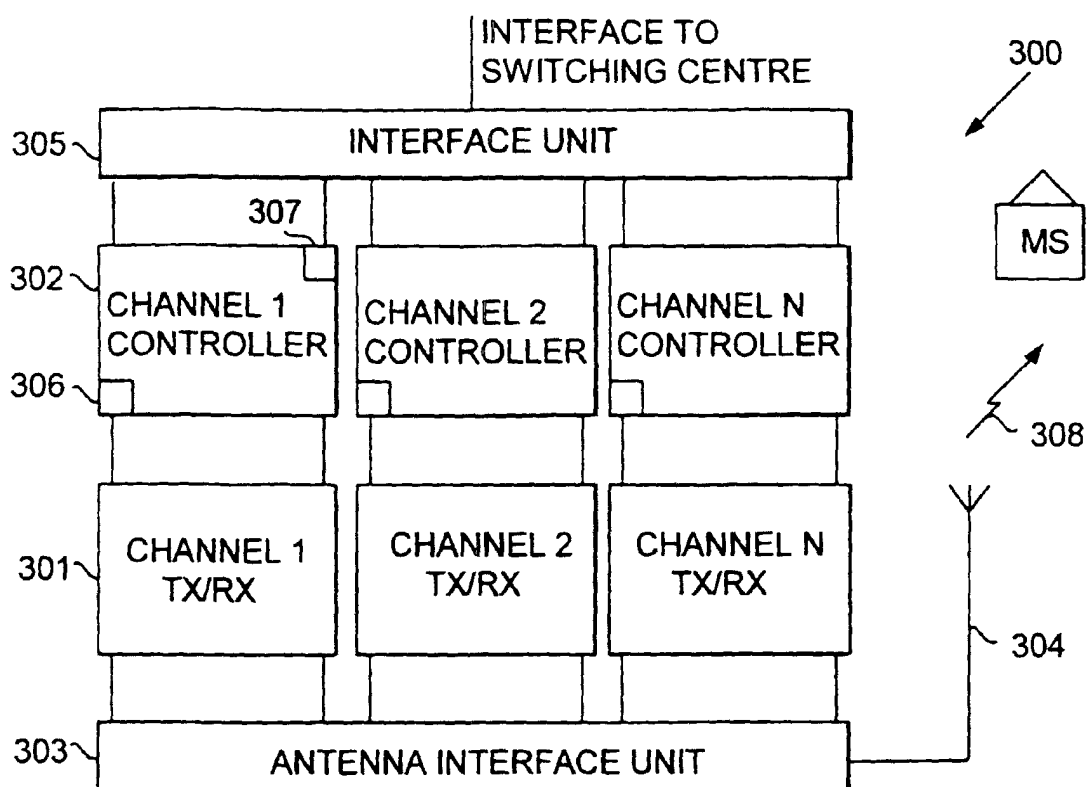 INTERFACE TO
SWITCHING CENTRE
300
305
INTERFACE UNIT
307
MS
302
CHANNEL 1
CONTROLLER
CHANNEL 2
CONTROLLER
CHANNEL N
CONTROLLER
306
308
301
CHANNEL 1
TX/RX
CHANNEL 2
TX/RX
CHANNEL N
TX/RX
304
303
ANTENNA INTERFACE UNIT